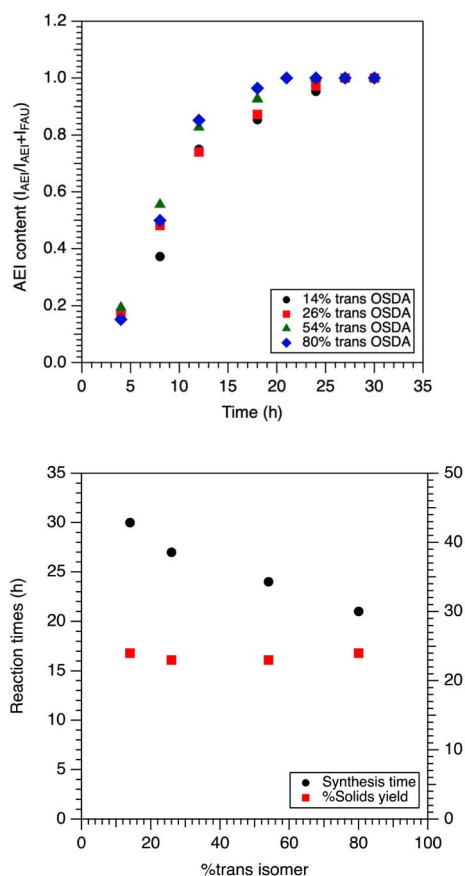 1.2
1.0
0.8
0.6
0.4
0.2
0.0
AEI content (I_AEI/I_AEI+I_FAU)
14% trans OSDA
26% trans OSDA
54% trans OSDA
80% trans OSDA
0 5 10 15 20 25 30 35
Time (h)
35 50
30
40
25
20 30
15
20
10
10
5
0 0
Reaction times (h)
Synthesis time
%Solids yield
0 20 40 60 80 100
%trans isomer